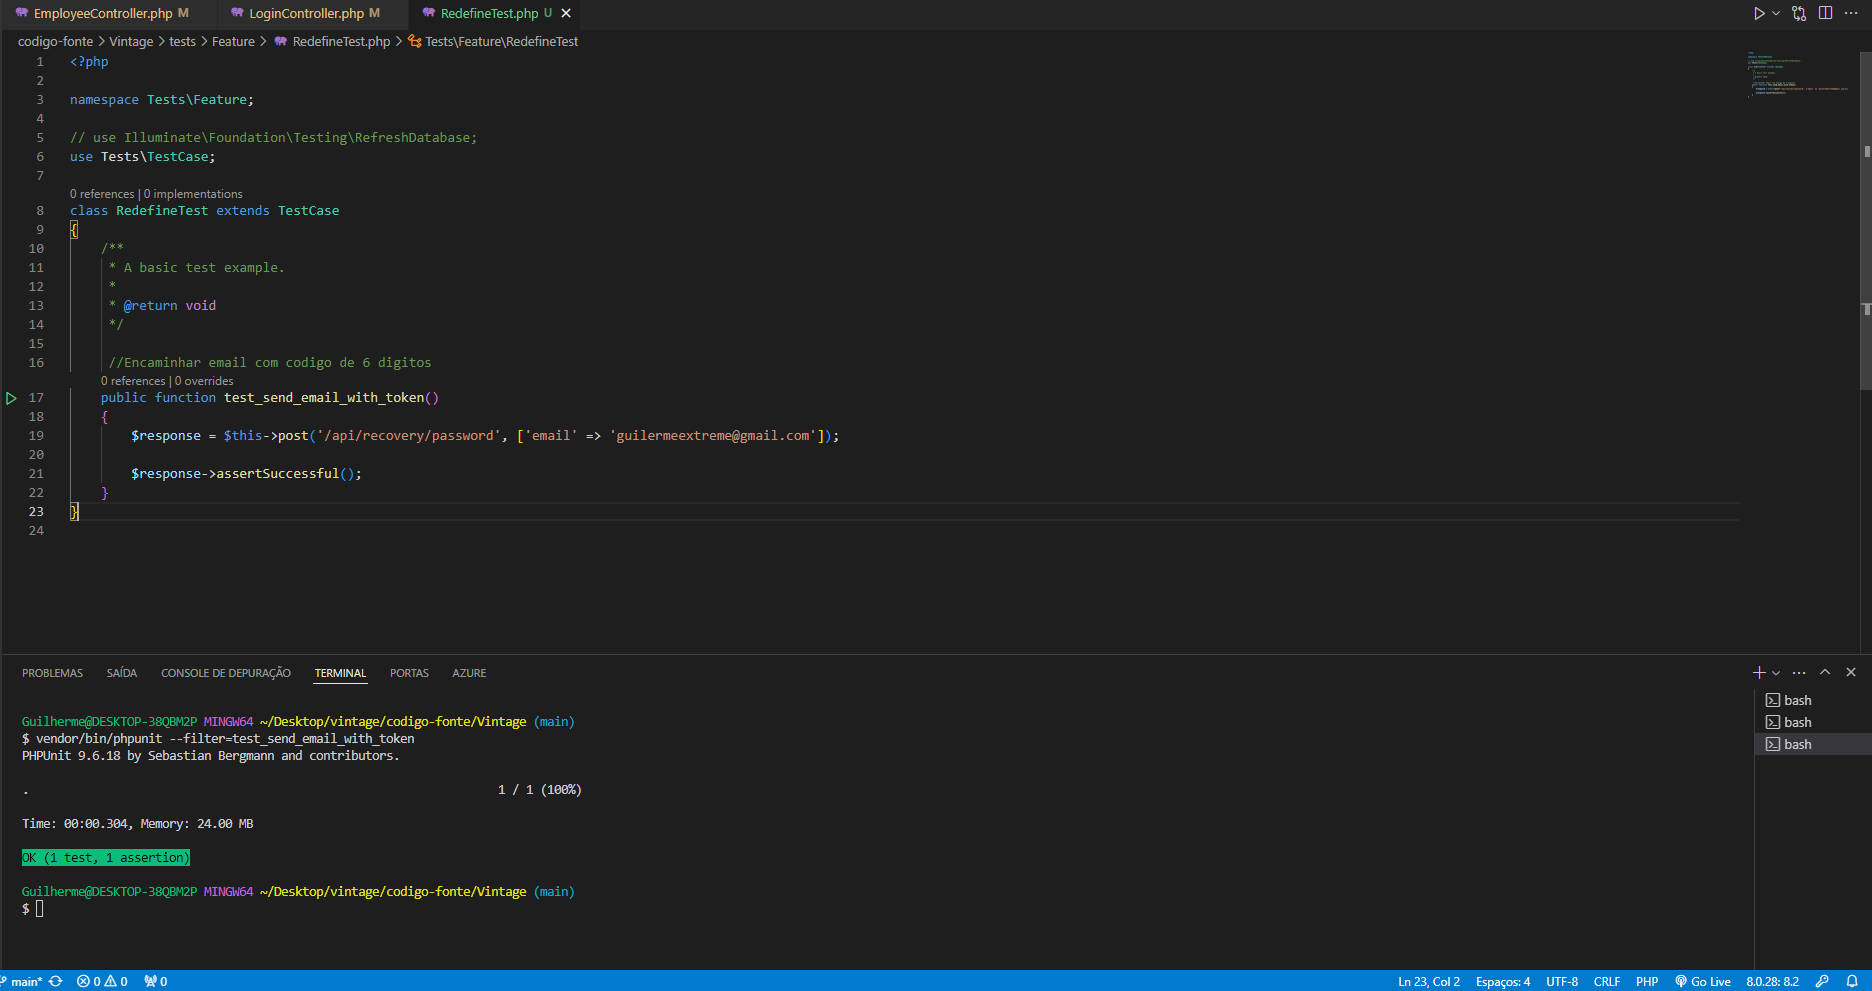 EmployeeController.php M
LoginController.php M
RedefineTest.php U
codigo-fonte > Vintage > tests > Feature > RedefineTest.php > Tests\Feature\RedefineTest
1 <?php
2
3 namespace Tests\Feature;
4
5 // use Illuminate\Foundation\Testing\RefreshDatabase;
6 use Tests\TestCase;
7
0 references | 0 implementations
8 class RedefineTest extends TestCase
9 {
10 /**
11 * A basic test example.
12 *
13 * @return void
14 */
15
16 //Encaminhar email com codigo de 6 digitos
0 references | 0 overrides
17 public function test_send_email_with_token()
18 {
19 $response = $this->post('/api/recovery/password', ['email' => 'guilermeextreme@gmail.com']);
20
21 $response->assertSuccessful();
22 }
23 }
24
PROBLEMAS SAÍDA CONSOLE DE DEPURAÇÃO TERMINAL PORTAS AZURE
bash
bash
bash
Guilherme@DESKTOP-38QBM2P MINGW64 ~/Desktop/vintage/codigo-fonte/Vintage (main)
$ vendor/bin/phpunit --filter=test_send_email_with_token
PHPUnit 9.6.18 by Sebastian Bergmann and contributors.
. 1 / 1 (100%)
Time: 00:00.304, Memory: 24.00 MB
OK (1 test, 1 assertion)
Guilherme@DESKTOP-38QBM2P MINGW64 ~/Desktop/vintage/codigo-fonte/Vintage (main)
$
main* 0 0 0 Ln 23, Col 2 Espaços: 4 UTF-8 CRLF PHP Go Live 8.0.28: 8.2